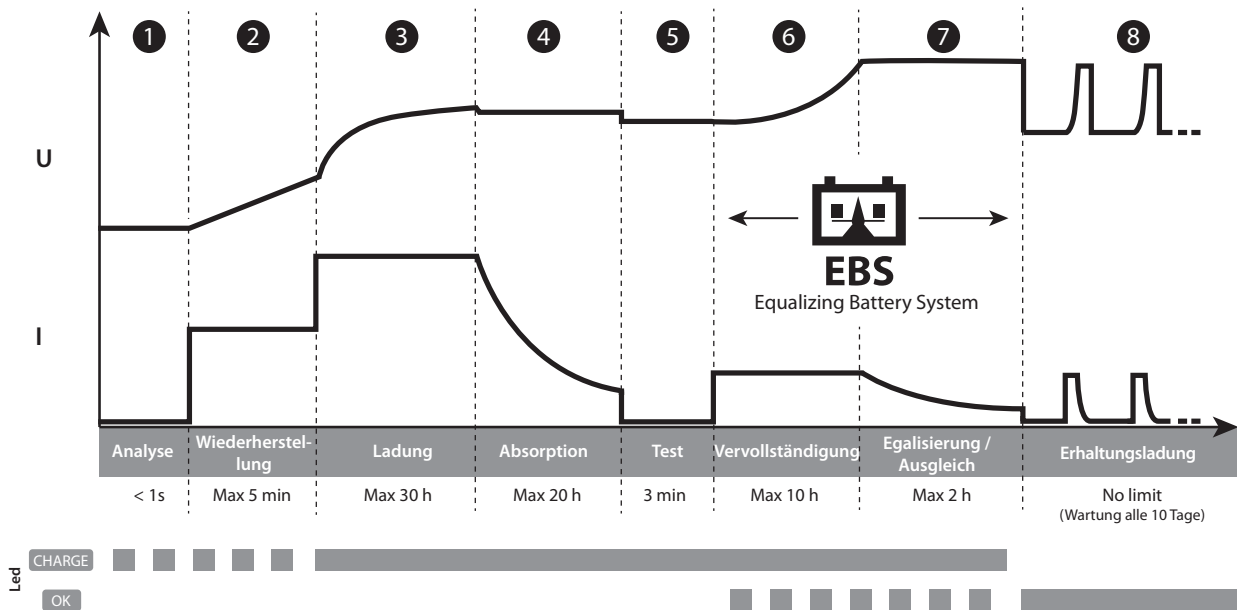 1 2 3 4 5 6 7 8
U
EBS
Equalizing Battery System
I
Analyse
Wiederherstel-
lung
Ladung
Absorption
Test
Vervollständigung
Egalisierung /
Ausgleich
Erhaltungsladung
< 1s
Max 5 min
Max 30 h
Max 20 h
3 min
Max 10 h
Max 2 h
No limit
(Wartung alle 10 Tage)
Led
CHARGE
OK